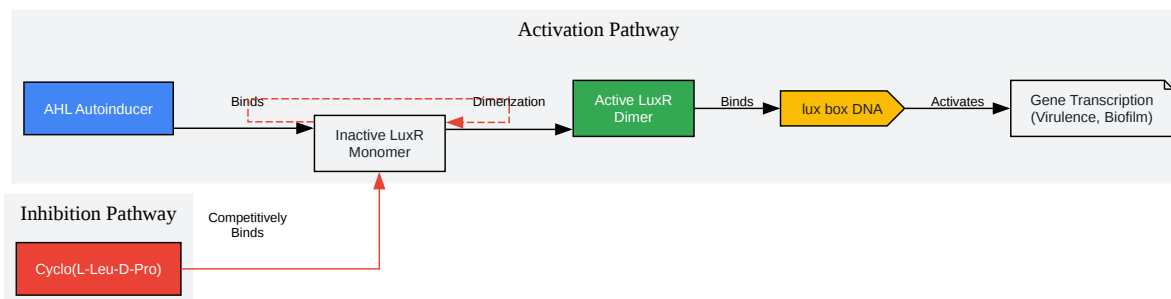 Activation Pathway
AHL Autoinducer
Binds
Inactive LuxR
Monomer
Dimerization
Active LuxR
Dimer
Binds
lux box DNA
Activates
Gene Transcription
(Virulence, Biofilm)
Inhibition Pathway
Cyclo(L-Leu-D-Pro)
Competitively
Binds